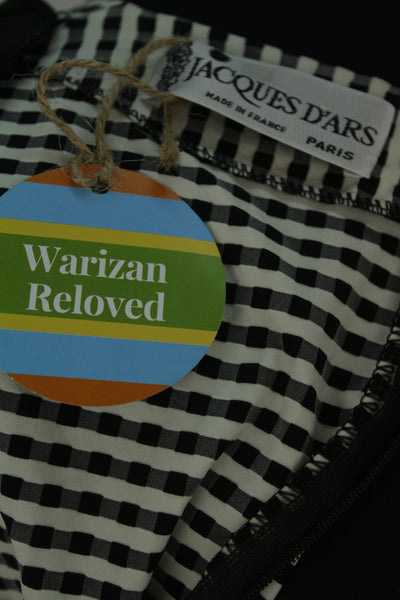 JACQUES D'ARS
MADE IN FRANCE
PARIS
Warizan
Reloved